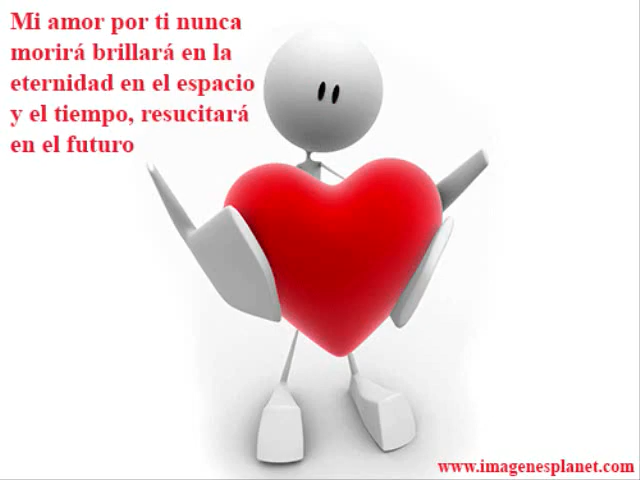 Mi amor por ti nunca
morirá brillará en la
eternidad en el espacio
y el tiempo, resucitará
en el futuro
www.imagenesplanet.com